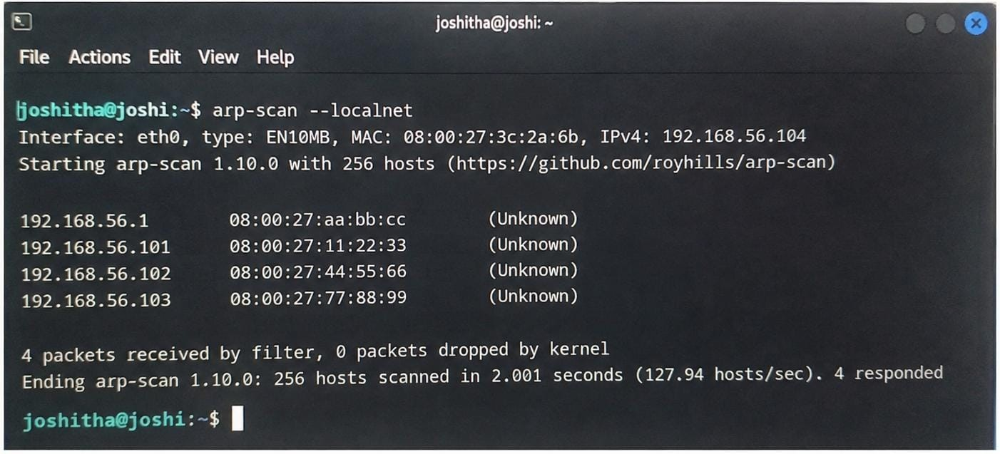 joshitha@joshi: ~
File Actions Edit View Help
joshitha@joshi:~$ arp-scan --localnet
Interface: eth0, type: EN10MB, MAC: 08:00:27:3c:2a:6b, IPv4: 192.168.56.104
Starting arp-scan 1.10.0 with 256 hosts (https://github.com/royhills/arp-scan)
192.168.56.1 08:00:27:aa:bb:cc (Unknown)
192.168.56.101 08:00:27:11:22:33 (Unknown)
192.168.56.102 08:00:27:44:55:66 (Unknown)
192.168.56.103 08:00:27:77:88:99 (Unknown)
4 packets received by filter, 0 packets dropped by kernel
Ending arp-scan 1.10.0: 256 hosts scanned in 2.001 seconds (127.94 hosts/sec). 4 responded
joshitha@joshi:~$